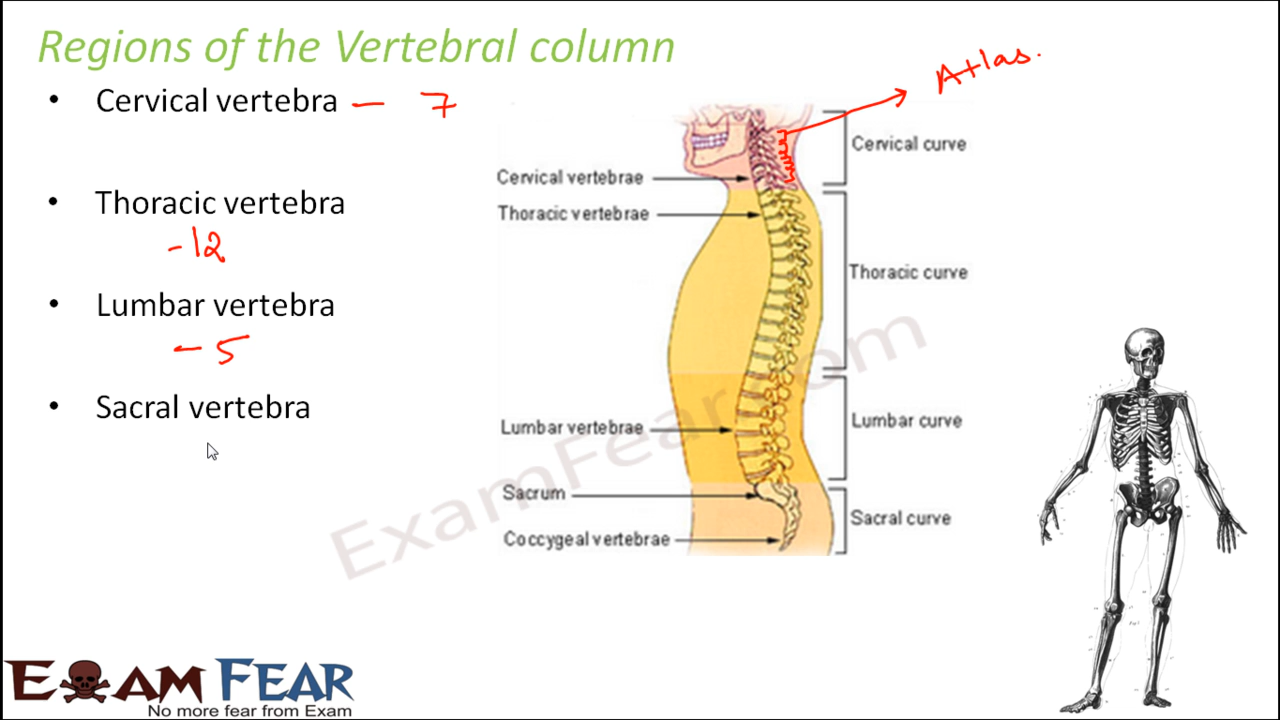 Regions of the Vertebral column
• Cervical vertebra – 7
• Thoracic vertebra
-12
• Lumbar vertebra
– 5
• Sacral vertebra
Atlas.
Cervical curve
Cervical vertebrae
Thoracic vertebrae
Thoracic curve
Lumbar vertebrae
Lumbar curve
Sacrum
Sacral curve
Coccygeal vertebrae
ExamFear.com
EXAM FEAR
No more fear from Exam